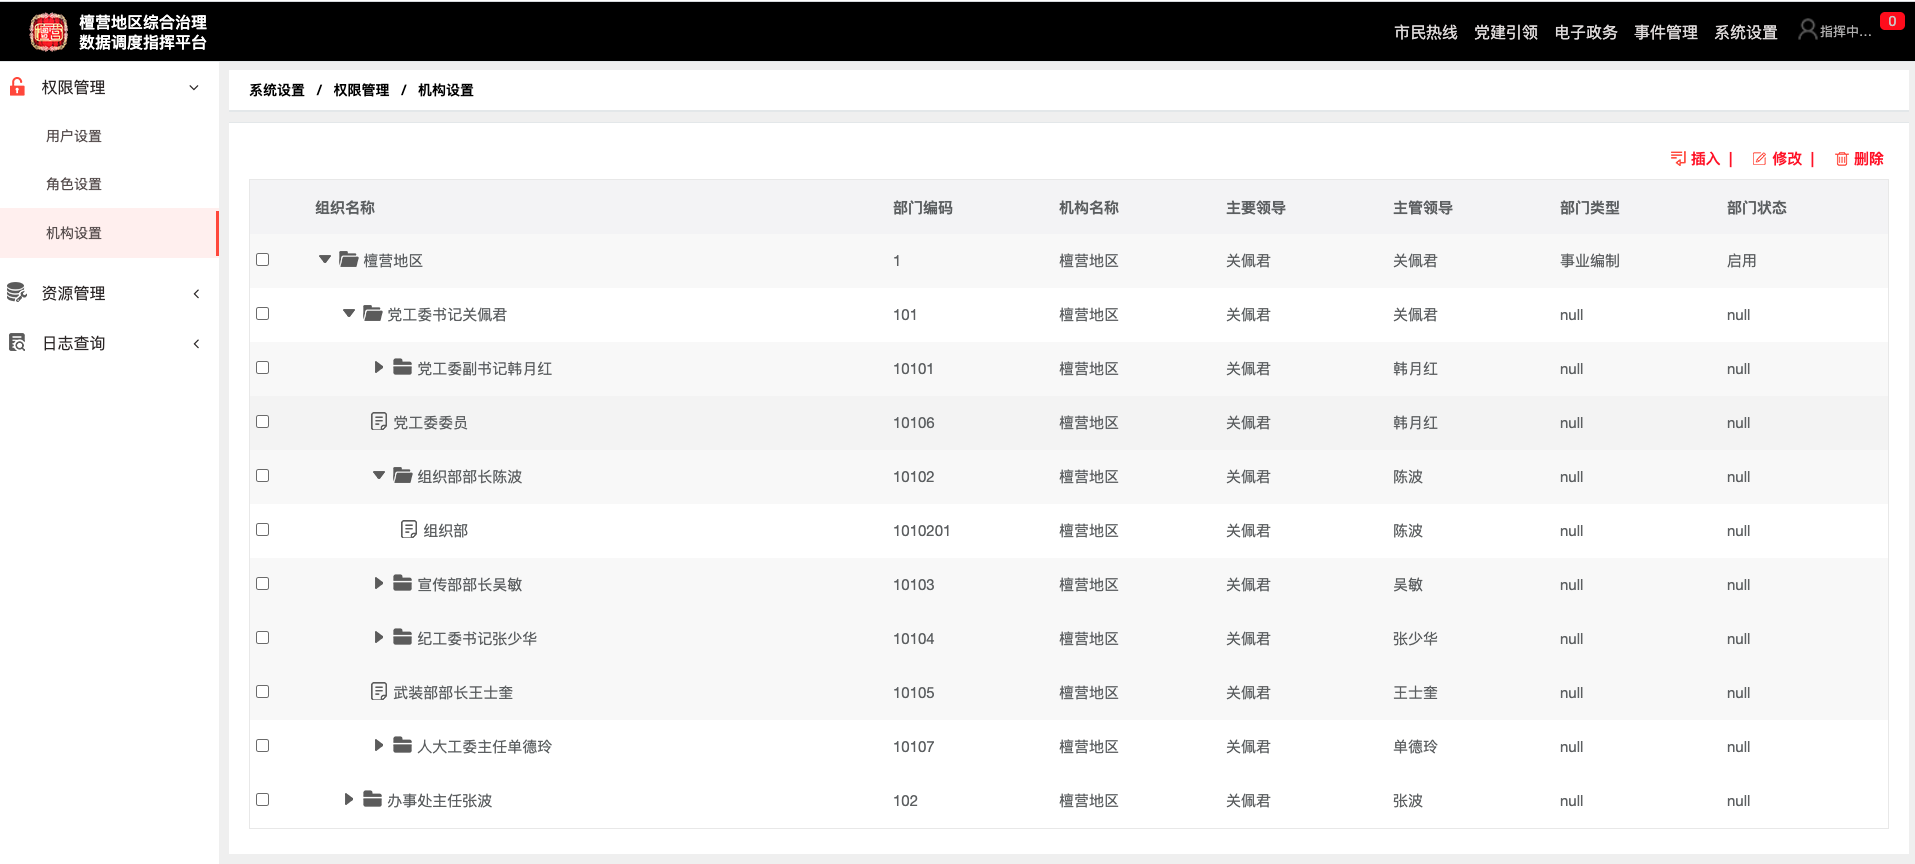 檀营地区综合治理
数据调度指挥平台
市民热线 党建引领 电子政务 事件管理 系统设置 指挥中... 0
权限管理
用户设置
角色设置
机构设置
资源管理
日志查询
系统设置 / 权限管理 / 机构设置
插入 | 修改 | 删除
组织名称 部门编码 机构名称 主要领导 主管领导 部门类型 部门状态
檀营地区 1 檀营地区 关佩君 关佩君 事业编制 启用
党工委书记关佩君 101 檀营地区 关佩君 关佩君 null null
党工委副书记韩月红 10101 檀营地区 关佩君 韩月红 null null
党工委委员 10106 檀营地区 关佩君 韩月红 null null
组织部部长陈波 10102 檀营地区 关佩君 陈波 null null
组织部 1010201 檀营地区 关佩君 陈波 null null
宣传部部长吴敏 10103 檀营地区 关佩君 吴敏 null null
纪工委书记张少华 10104 檀营地区 关佩君 张少华 null null
武装部部长王士奎 10105 檀营地区 关佩君 王士奎 null null
人大工委主任单德玲 10107 檀营地区 关佩君 单德玲 null null
办事处主任张波 102 檀营地区 关佩君 张波 null null